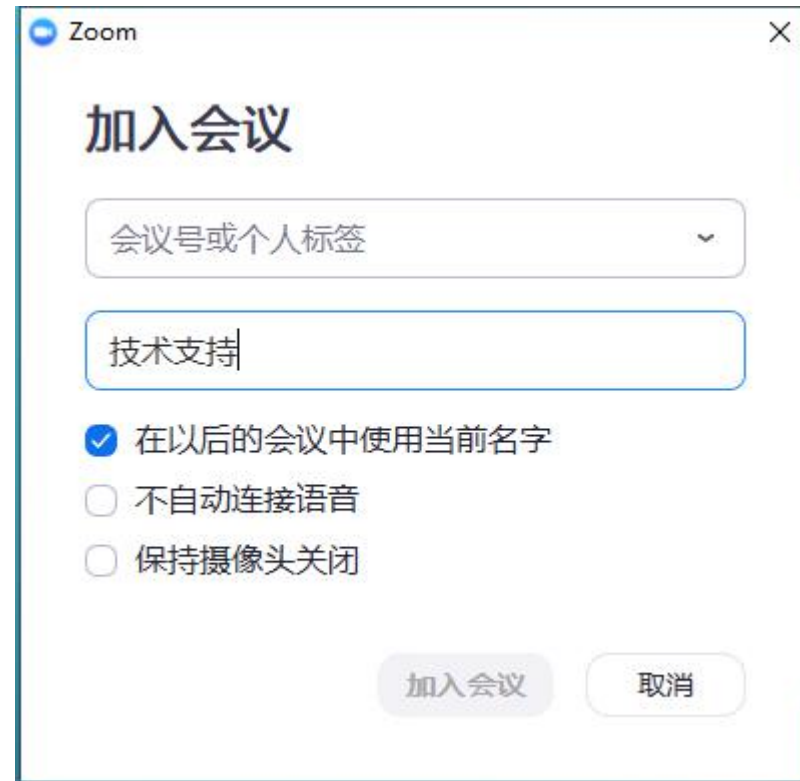 Zoom
加入会议
会议号或个人标签
技术支持
在以后的会议中使用当前名字
不自动连接语音
保持摄像头关闭
加入会议 取消